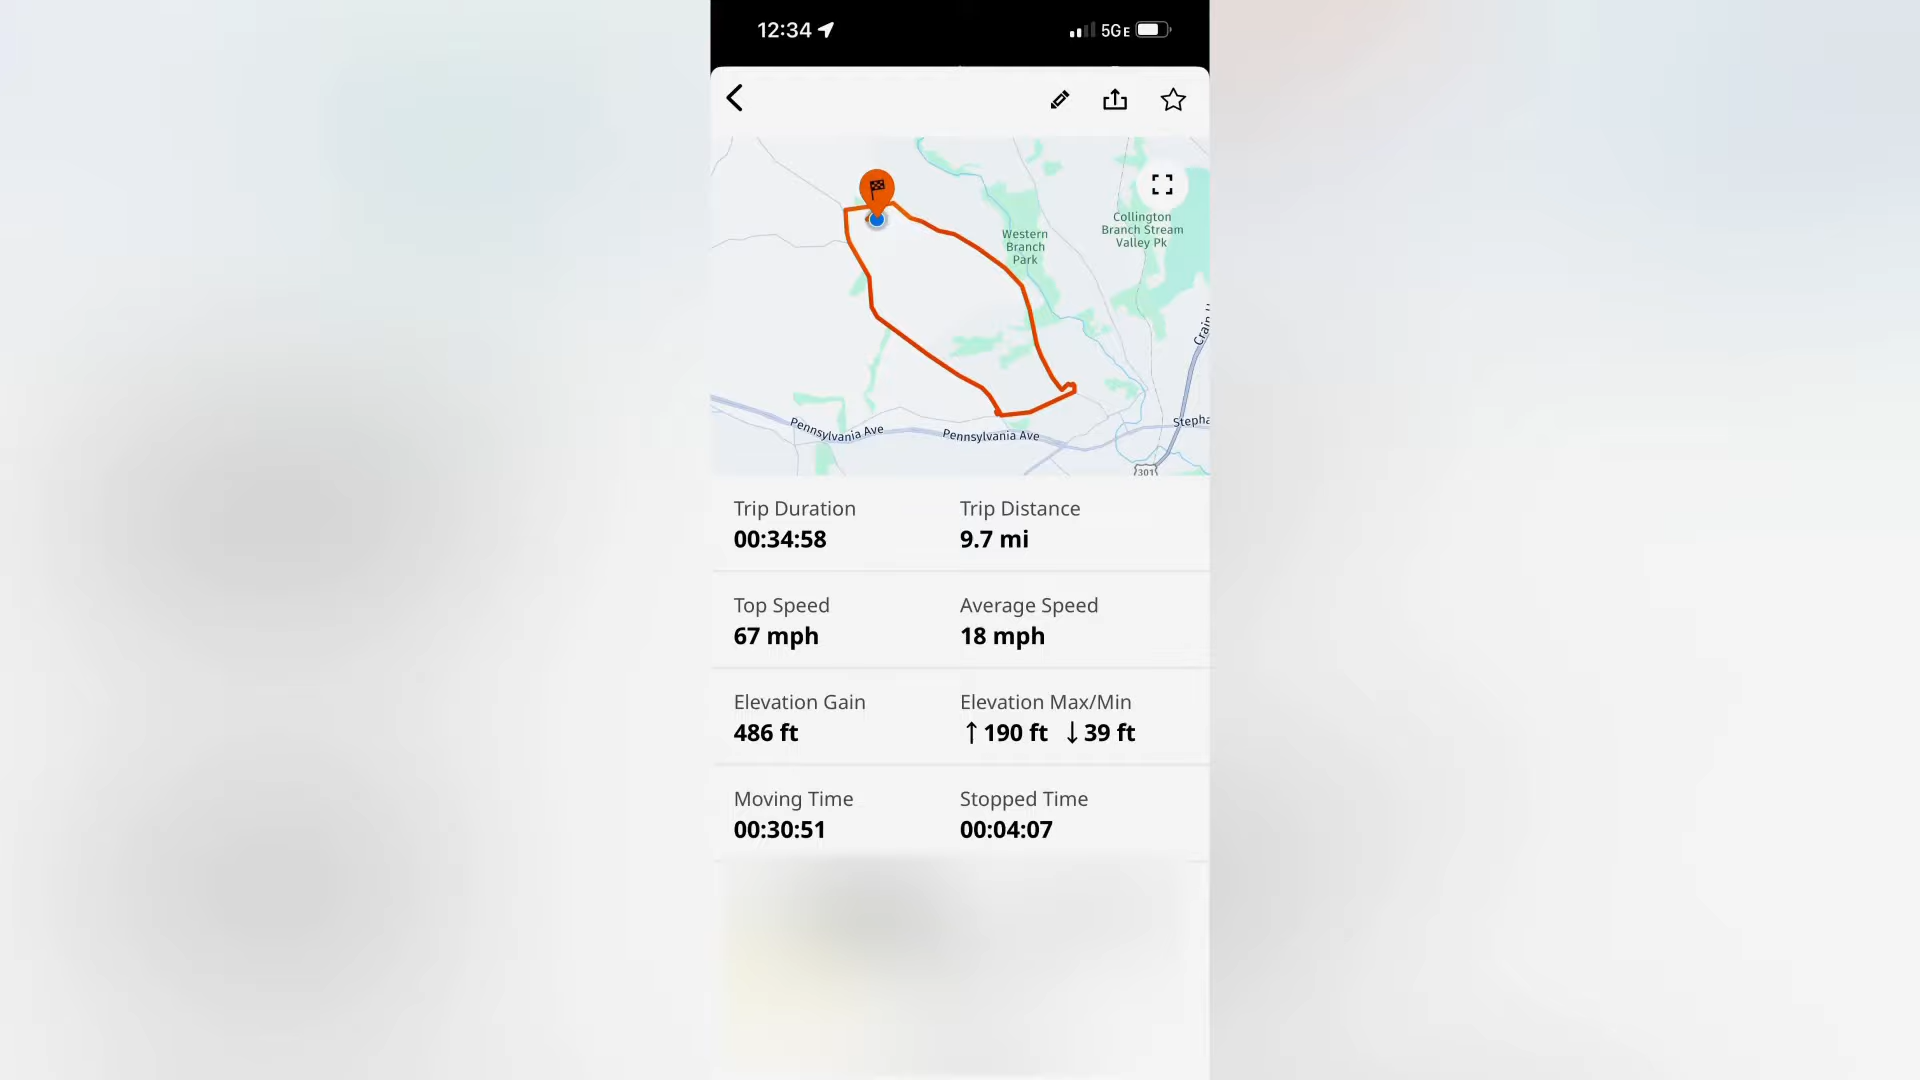 12:34
5GE
Collington
Branch Stream
Valley Pk
Western
Branch
Park
Pennsylvania Ave
Pennsylvania Ave
301
Trip Duration
Trip Distance
00:34:58
9.7 mi
Top Speed
Average Speed
67 mph
18 mph
Elevation Gain
Elevation Max/Min
486 ft
↑ 190 ft ↓ 39 ft
Moving Time
Stopped Time
00:30:51
00:04:07